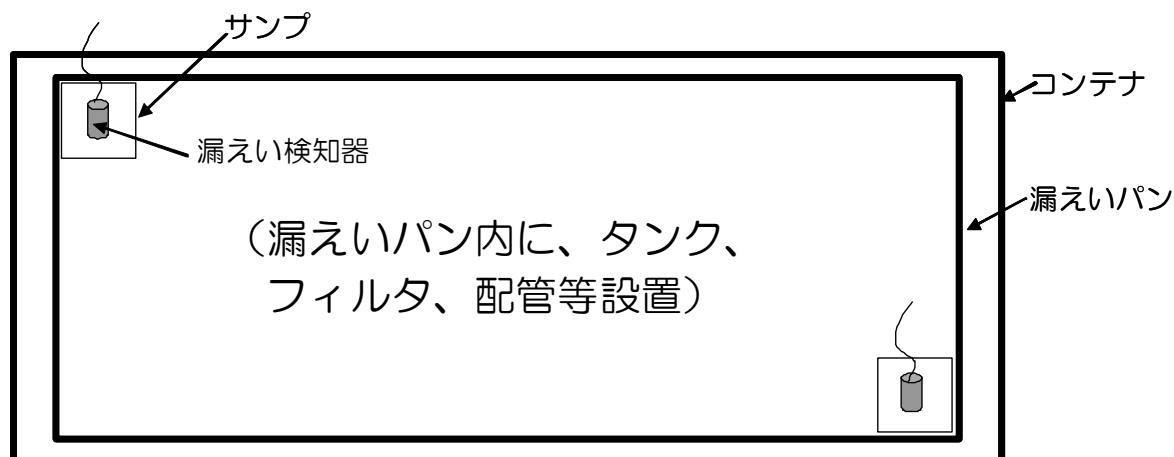 サンプ
コンテナ
漏えい検知器
漏えいパン
(漏えいパン内に、タンク、
フィルタ、配管等設置)